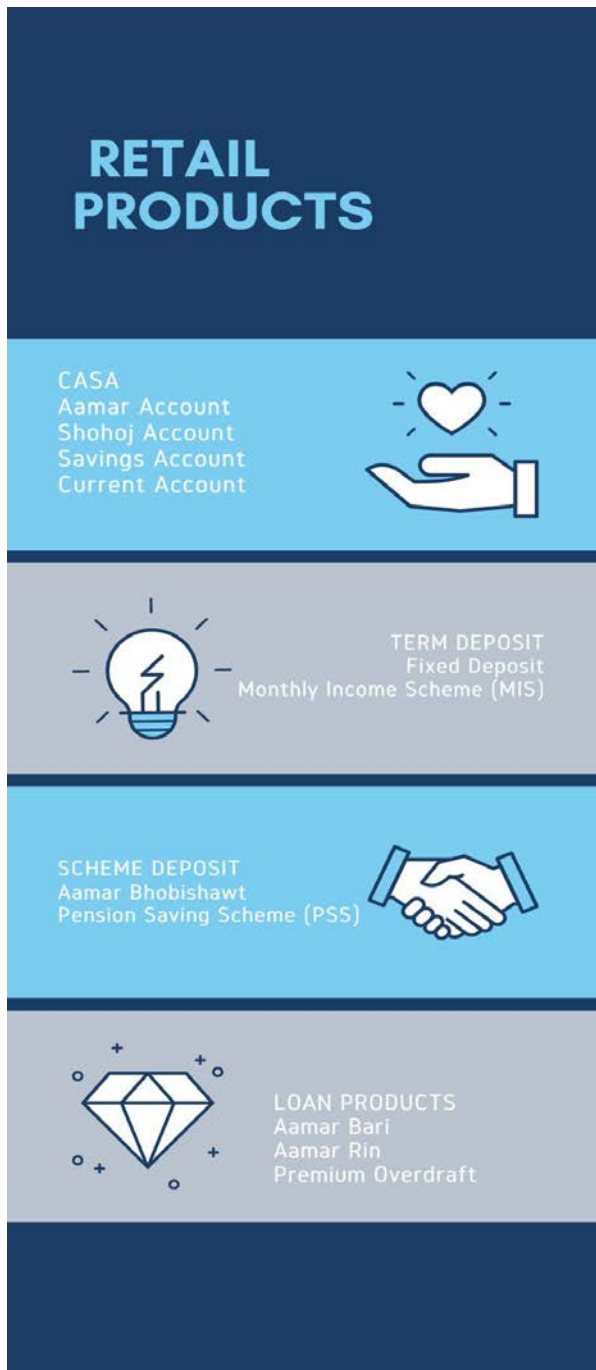 RETAIL
PRODUCTS
CASA
Aamar Account
Shohoj Account
Savings Account
Current Account
TERM DEPOSIT
Fixed Deposit
Monthly Income Scheme (MIS)
SCHEME DEPOSIT
Aamar Bhobishawt
Pension Saving Scheme (PSS)
LOAN PRODUCTS
Aamar Bari
Aamar Rin
Premium Overdraft